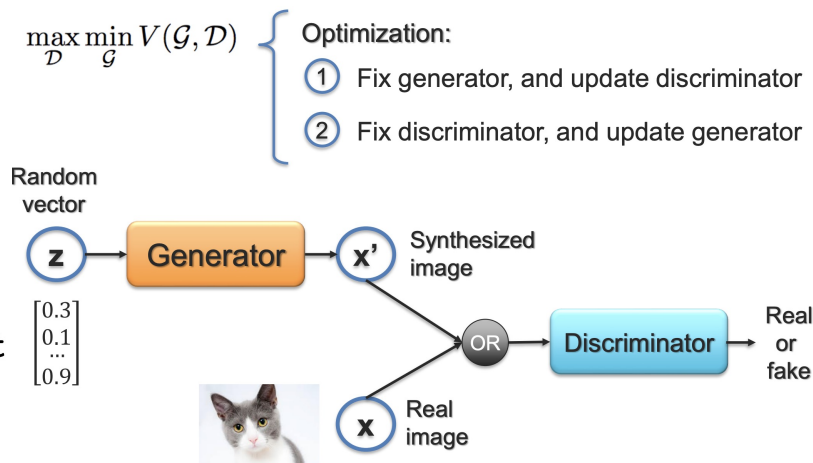 max min V(G, D)
D G
Optimization:
1 Fix generator, and update discriminator
2 Fix discriminator, and update generator
Random
vector
z
Generator
x'
Synthesized
image
[0.3
0.1
...
0.9]
t
OR
Discriminator
Real
or
fake
x
Real
image